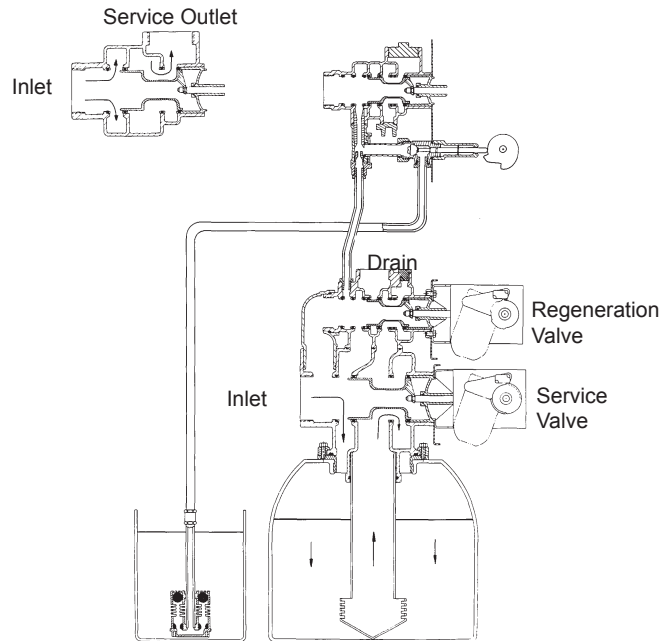 Service Outlet
Inlet
Drain
Regeneration
Valve
Inlet
Service
Valve